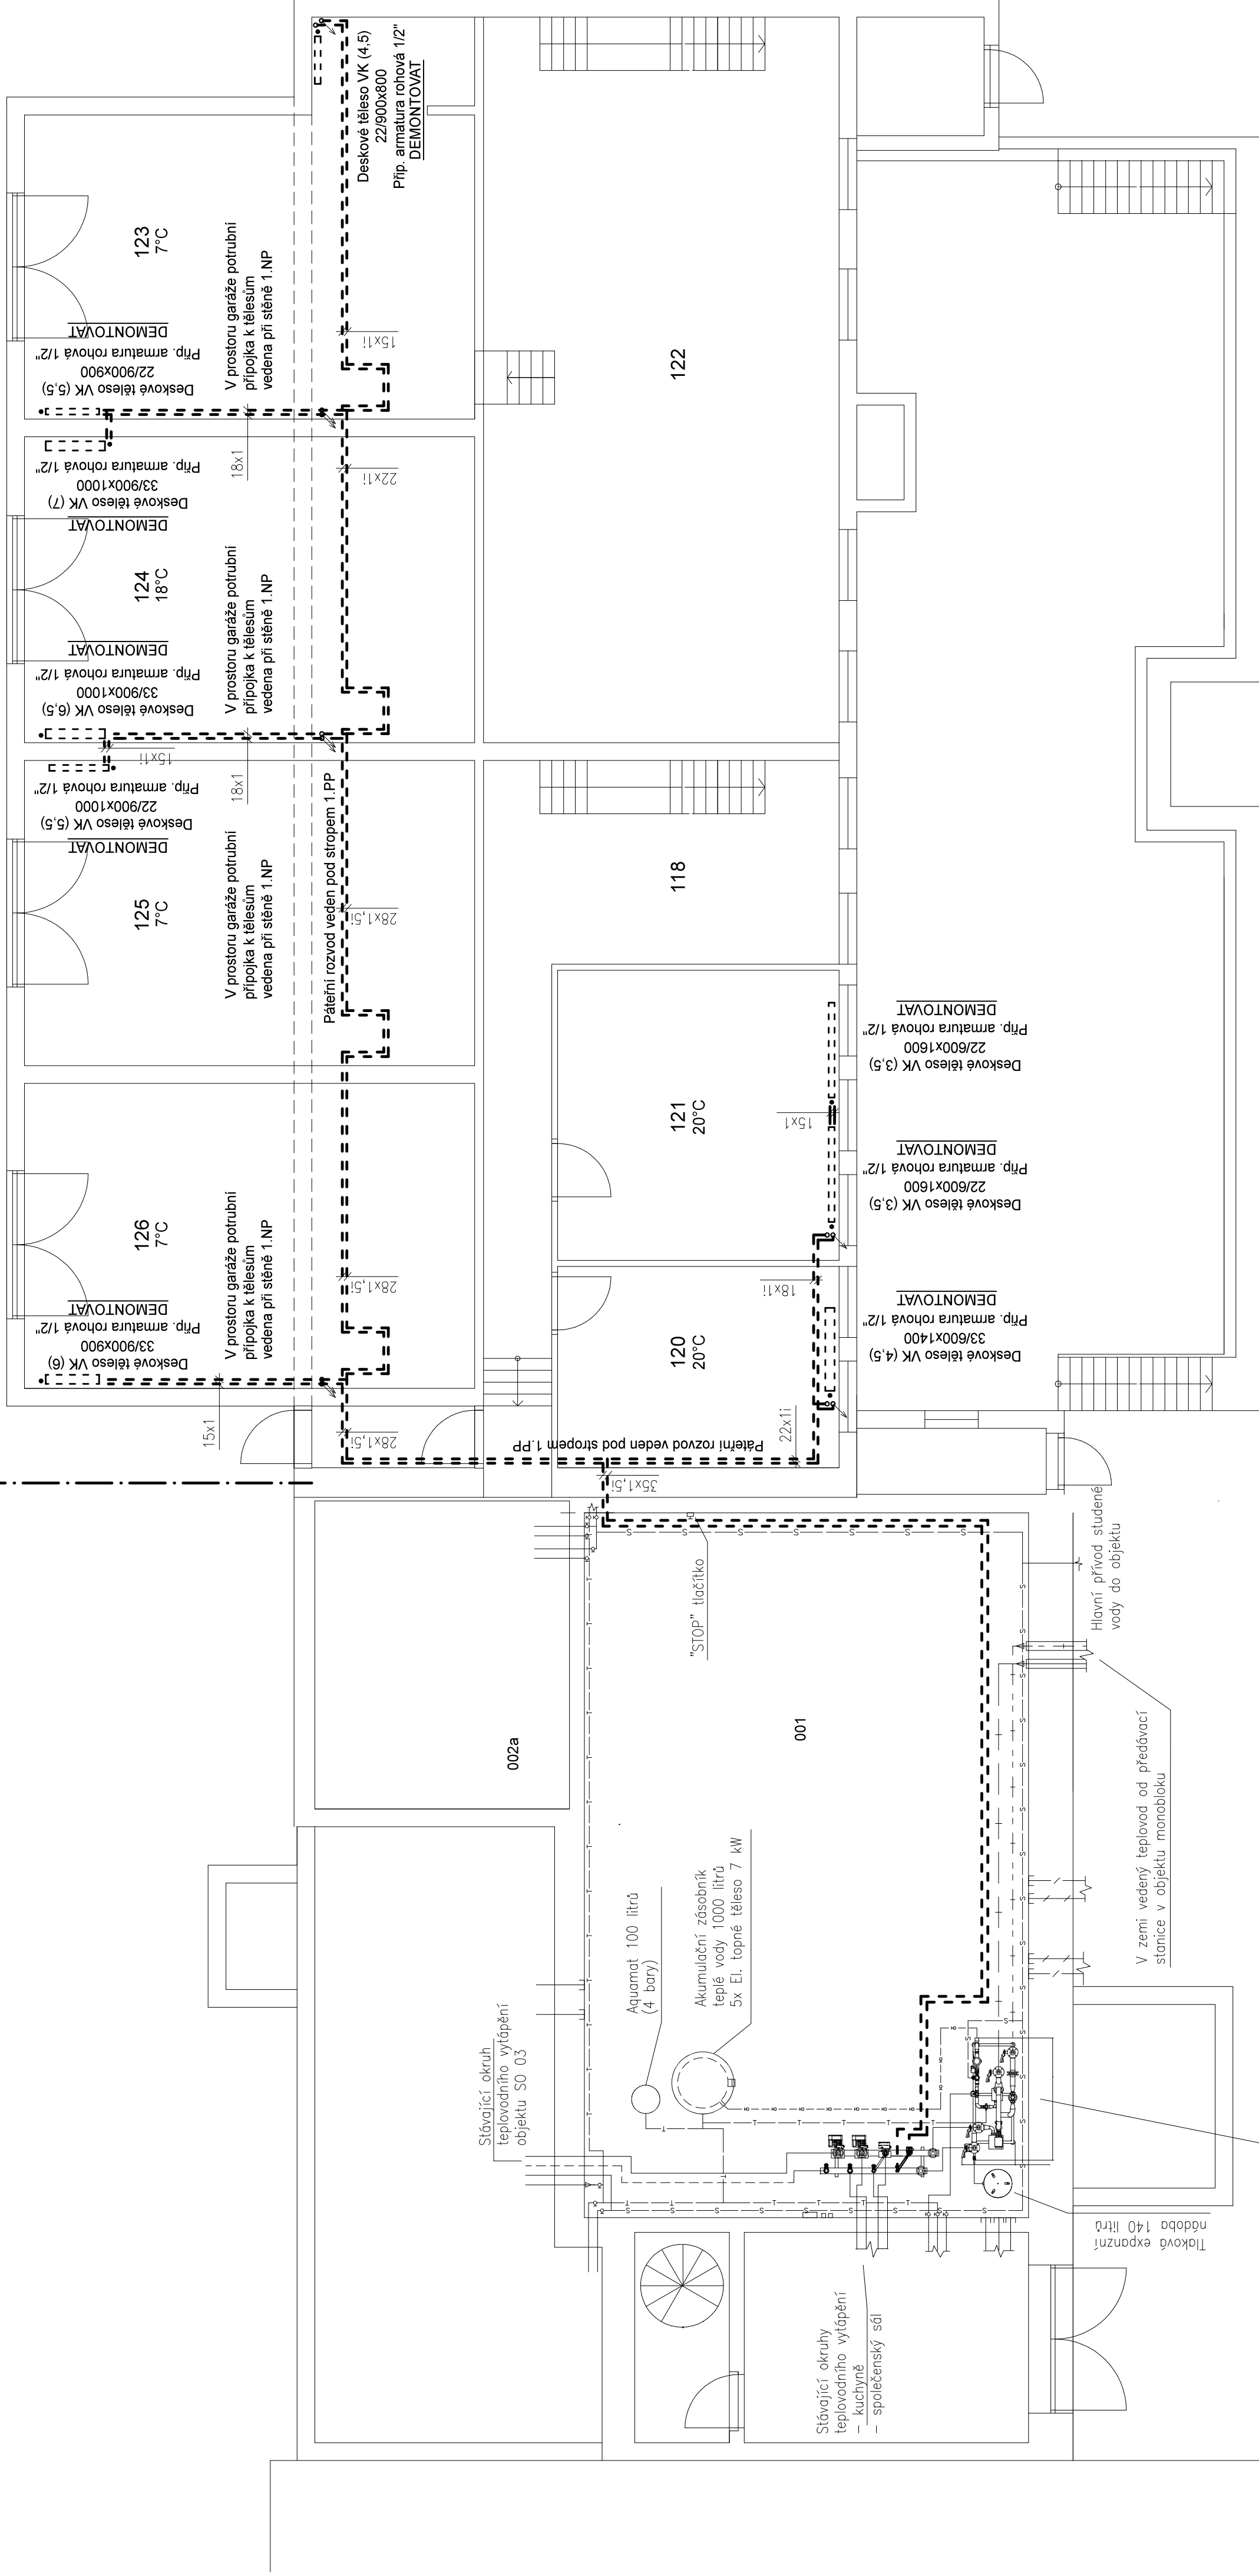 Deskové těleso VK (4,5)
22/900x800
Přip. armatura rohová 1/2"
DEMONTOVAT
123
7°C
V prostoru garáže potrubní
přípojka k tělesům
vedena při stěně 1.NP
Deskové těleso VK (5,5)
22/900x900
Přip. armatura rohová 1/2"
DEMONTOVAT
15x1i
18x1
22x1i
122
Deskové těleso VK (7)
33/900x1000
Přip. armatura rohová 1/2"
DEMONTOVAT
124
18°C
V prostoru garáže potrubní
přípojka k tělesům
vedena při stěně 1.NP
Deskové těleso VK (6,5)
33/900x1000
Přip. armatura rohová 1/2"
DEMONTOVAT
15x1i
18x1
Deskové těleso VK (5,5)
22/900x1000
Přip. armatura rohová 1/2"
DEMONTOVAT
125
7°C
V prostoru garáže potrubní
přípojka k tělesům
vedena při stěně 1.NP
Páteřní rozvod veden pod stropem 1.PP
28x1,5i
118
126
7°C
V prostoru garáže potrubní
přípojka k tělesům
vedena při stěně 1.NP
28x1,5i
Deskové těleso VK (6)
33/900x900
Přip. armatura rohová 1/2"
DEMONTOVAT
15x1
28x1,5i
121
20°C
15x1
Deskové těleso VK (3,5)
22/600x1600
Přip. armatura rohová 1/2"
DEMONTOVAT
Deskové těleso VK (3,5)
22/600x1600
Přip. armatura rohová 1/2"
DEMONTOVAT
120
20°C
18x1i
22x1i
Deskové těleso VK (4,5)
33/600x1400
Přip. armatura rohová 1/2"
DEMONTOVAT
Páteřní rozvod veden pod stropem 1.PP
35x1,5i
"STOP" tlačítko
Hlavní přívod studené
vody do objektu
002a
001
V zemi vedený teplovod od předávací
stanice v objektu monobloku
Aquamat 100 litrů
(4 bary)
Akumulační zásobník
teplé vody 1000 litrů
5x El. topné těleso 7 kW
Stávající okruh
teplovodního vytápění
objektu SO 03
Tlaková expanzní
nádoba 140 litrů
Stávající okruhy
teplovodního vytápění
– kuchyně
– společenský sál